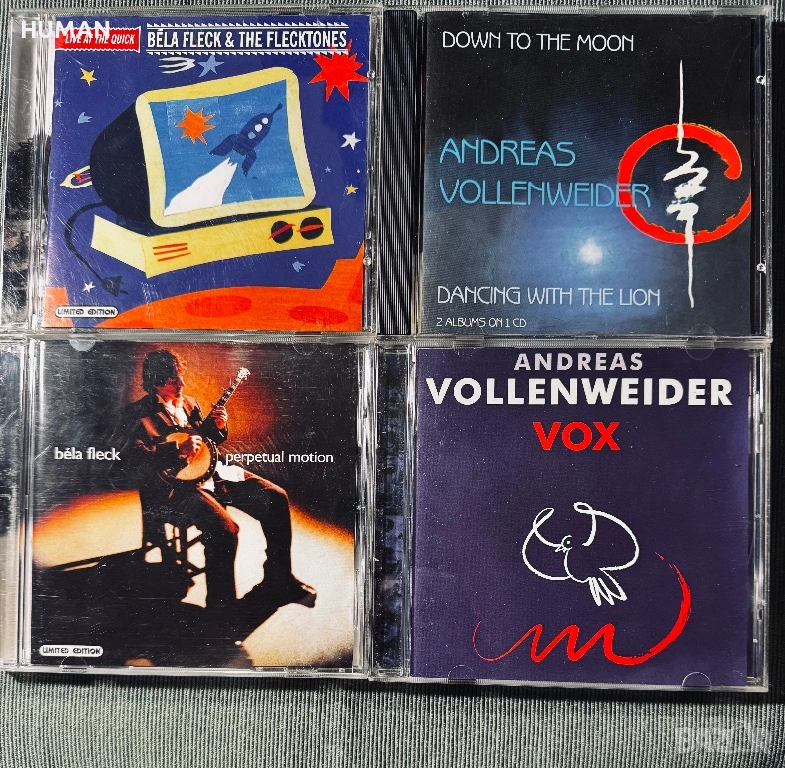 HUMAN
LIVE AT THE QUICK
BÉLA FLECK & THE FLECKTONES
LIMITED EDITION
DOWN TO THE MOON
ANDREAS
VOLLENWEIDER
DANCING WITH THE LION
2 ALBUMS ON 1 CD
béla fleck
perpetual motion
LIMITED EDITION
ANDREAS
VOLLENWEIDER
VOX